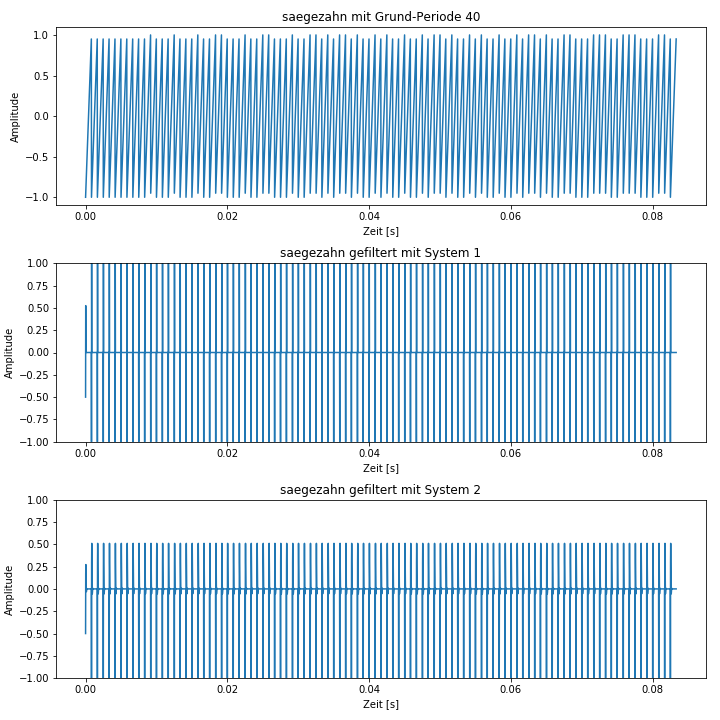 saegezahn mit Grund-Periode 40
1.0
0.5
0.0
−0.5
−1.0
Amplitude
0.00 0.02 0.04 0.06 0.08
Zeit [s]
saegezahn gefiltert mit System 1
1.00
0.75
0.50
0.25
0.00
−0.25
−0.50
−0.75
−1.00
Amplitude
0.00 0.02 0.04 0.06 0.08
Zeit [s]
saegezahn gefiltert mit System 2
1.00
0.75
0.50
0.25
0.00
−0.25
−0.50
−0.75
−1.00
Amplitude
0.00 0.02 0.04 0.06 0.08
Zeit [s]